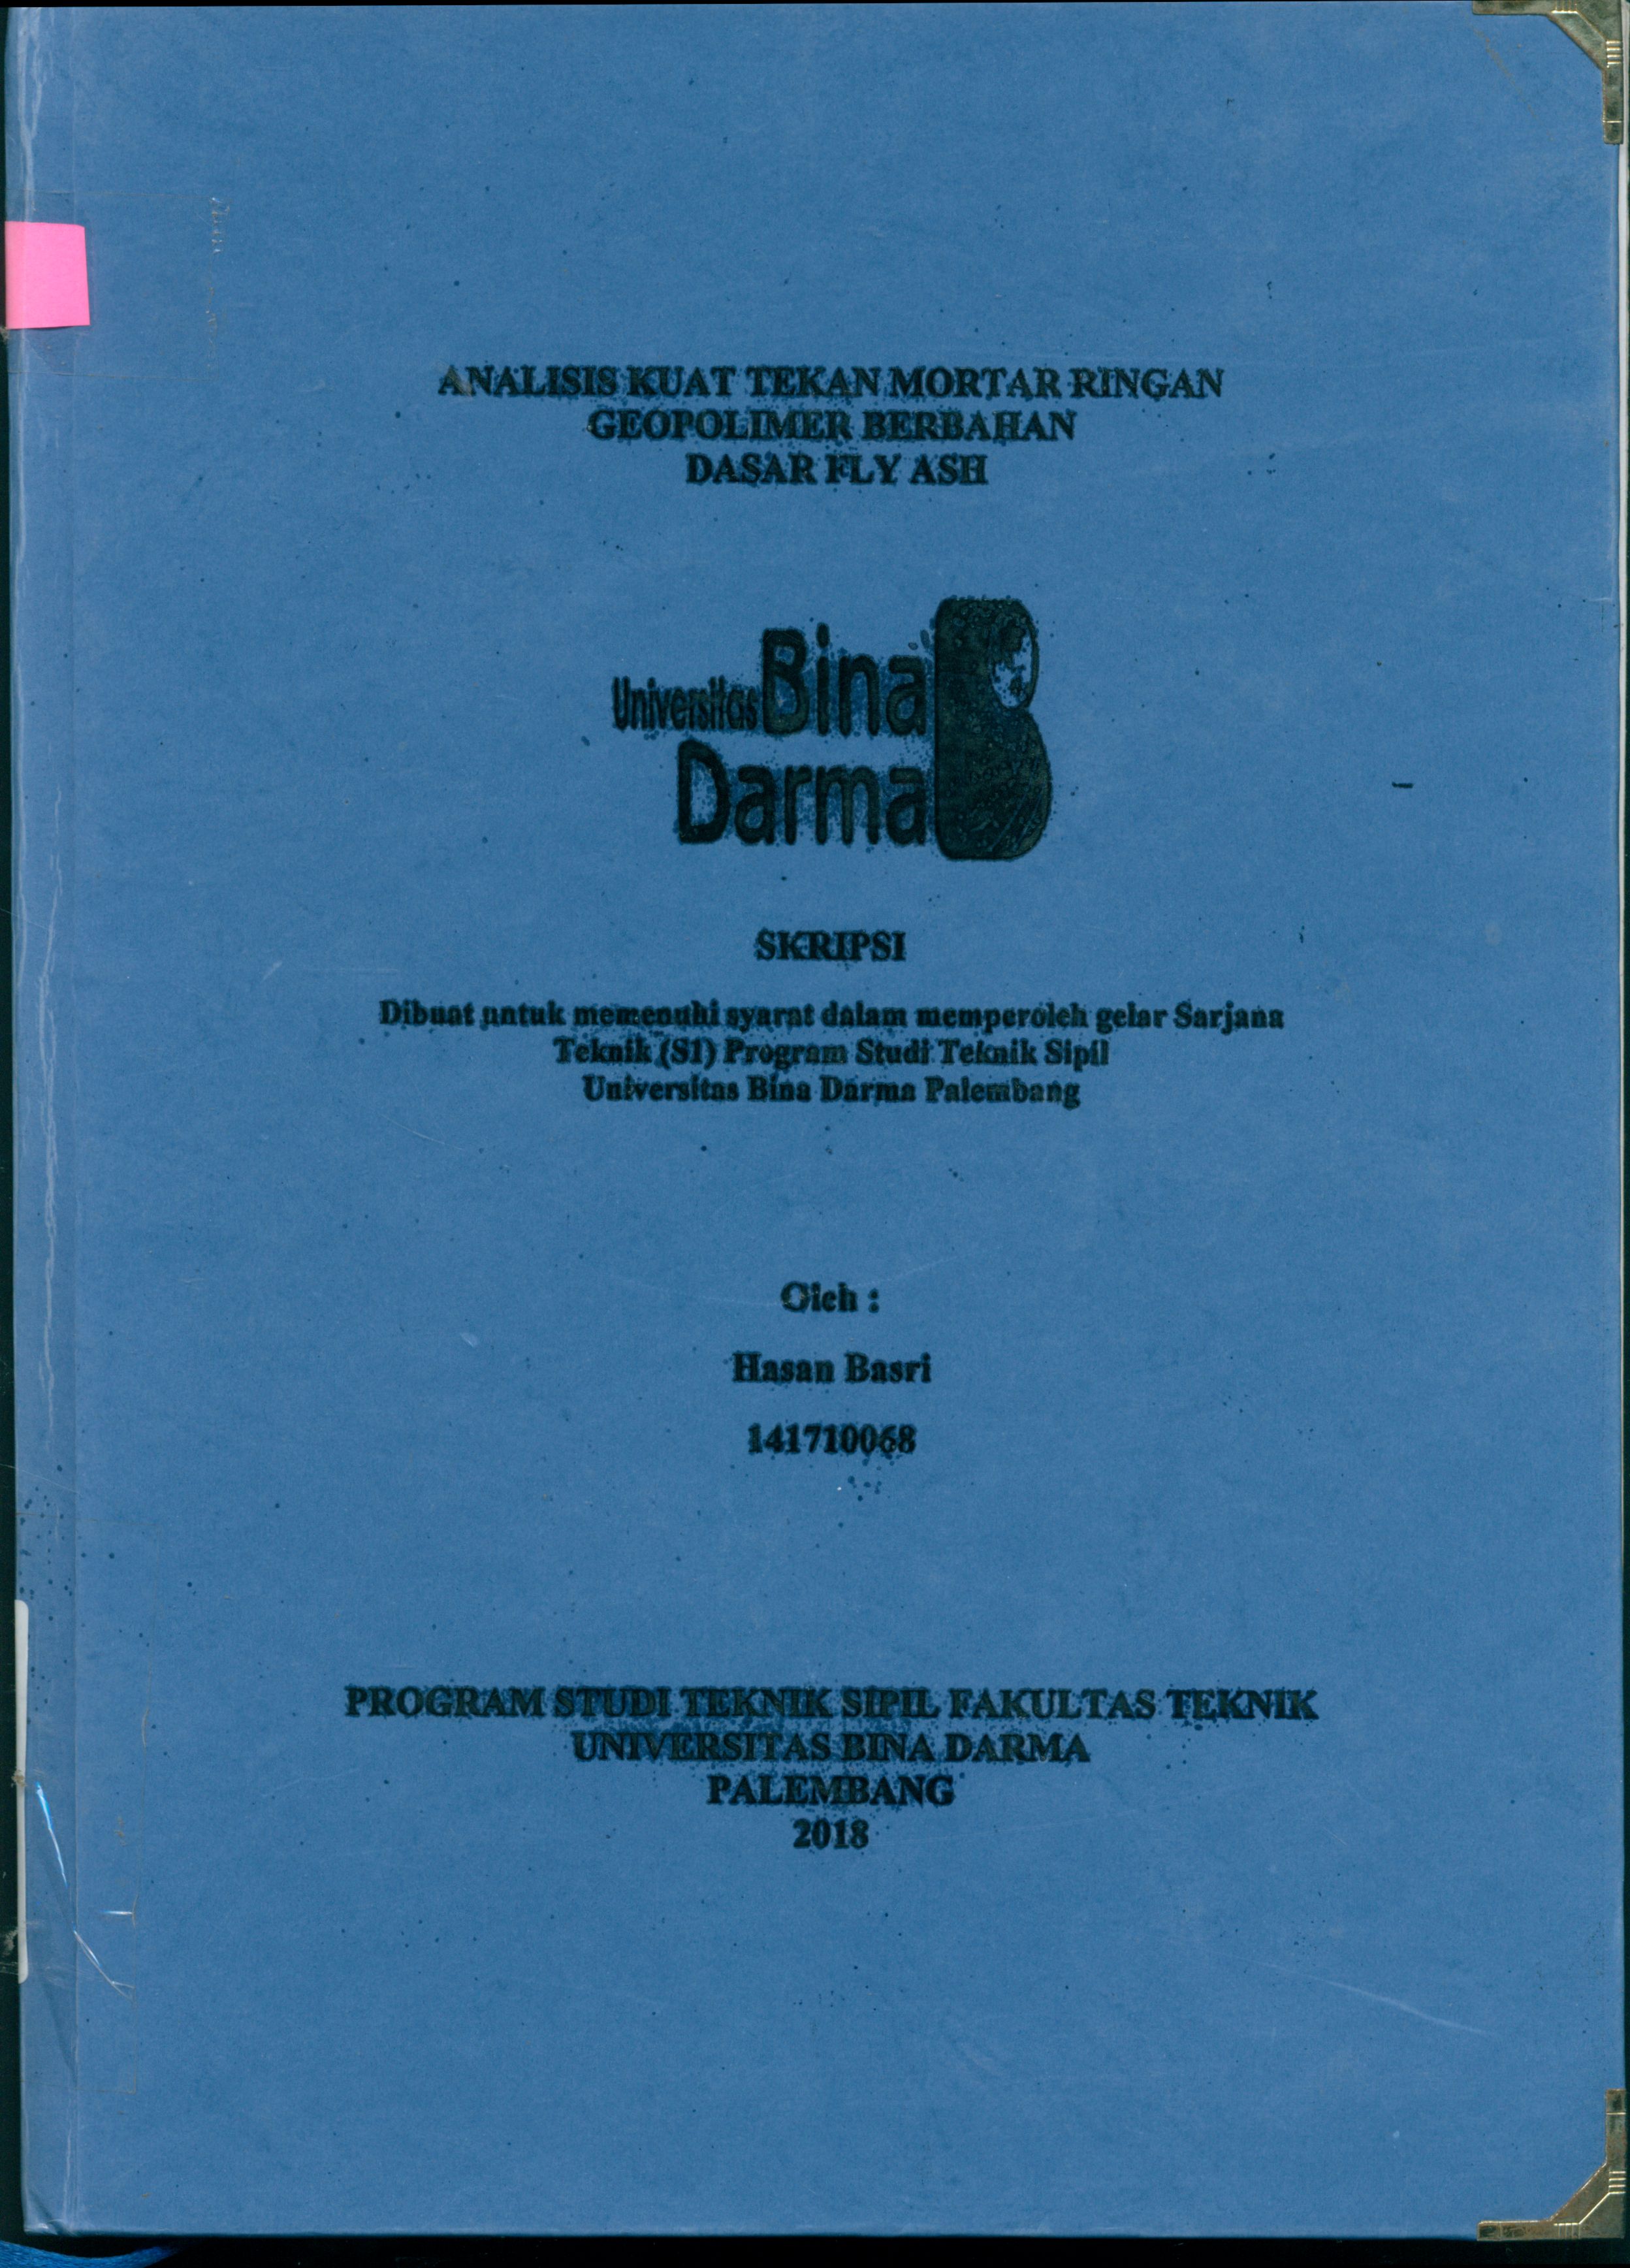 ANALISIS KUAT TEKAN MORTAR RINGAN
GEOPOLIMER BERBAHAN
DASAR FLY ASH
Universitas Bina
Darma
SKRIPSI
Dibuat untuk memenuhi syarat dalam memperoleh gelar Sarjana
Teknik (S1) Program Studi Teknik Sipil
Universitas Bina Darma Palembang
Oleh :
Hasan Basri
141710068
PROGRAM STUDI TEKNIK SIPIL FAKULTAS TEKNIK
UNIVERSITAS BINA DARMA
PALEMBANG
2018